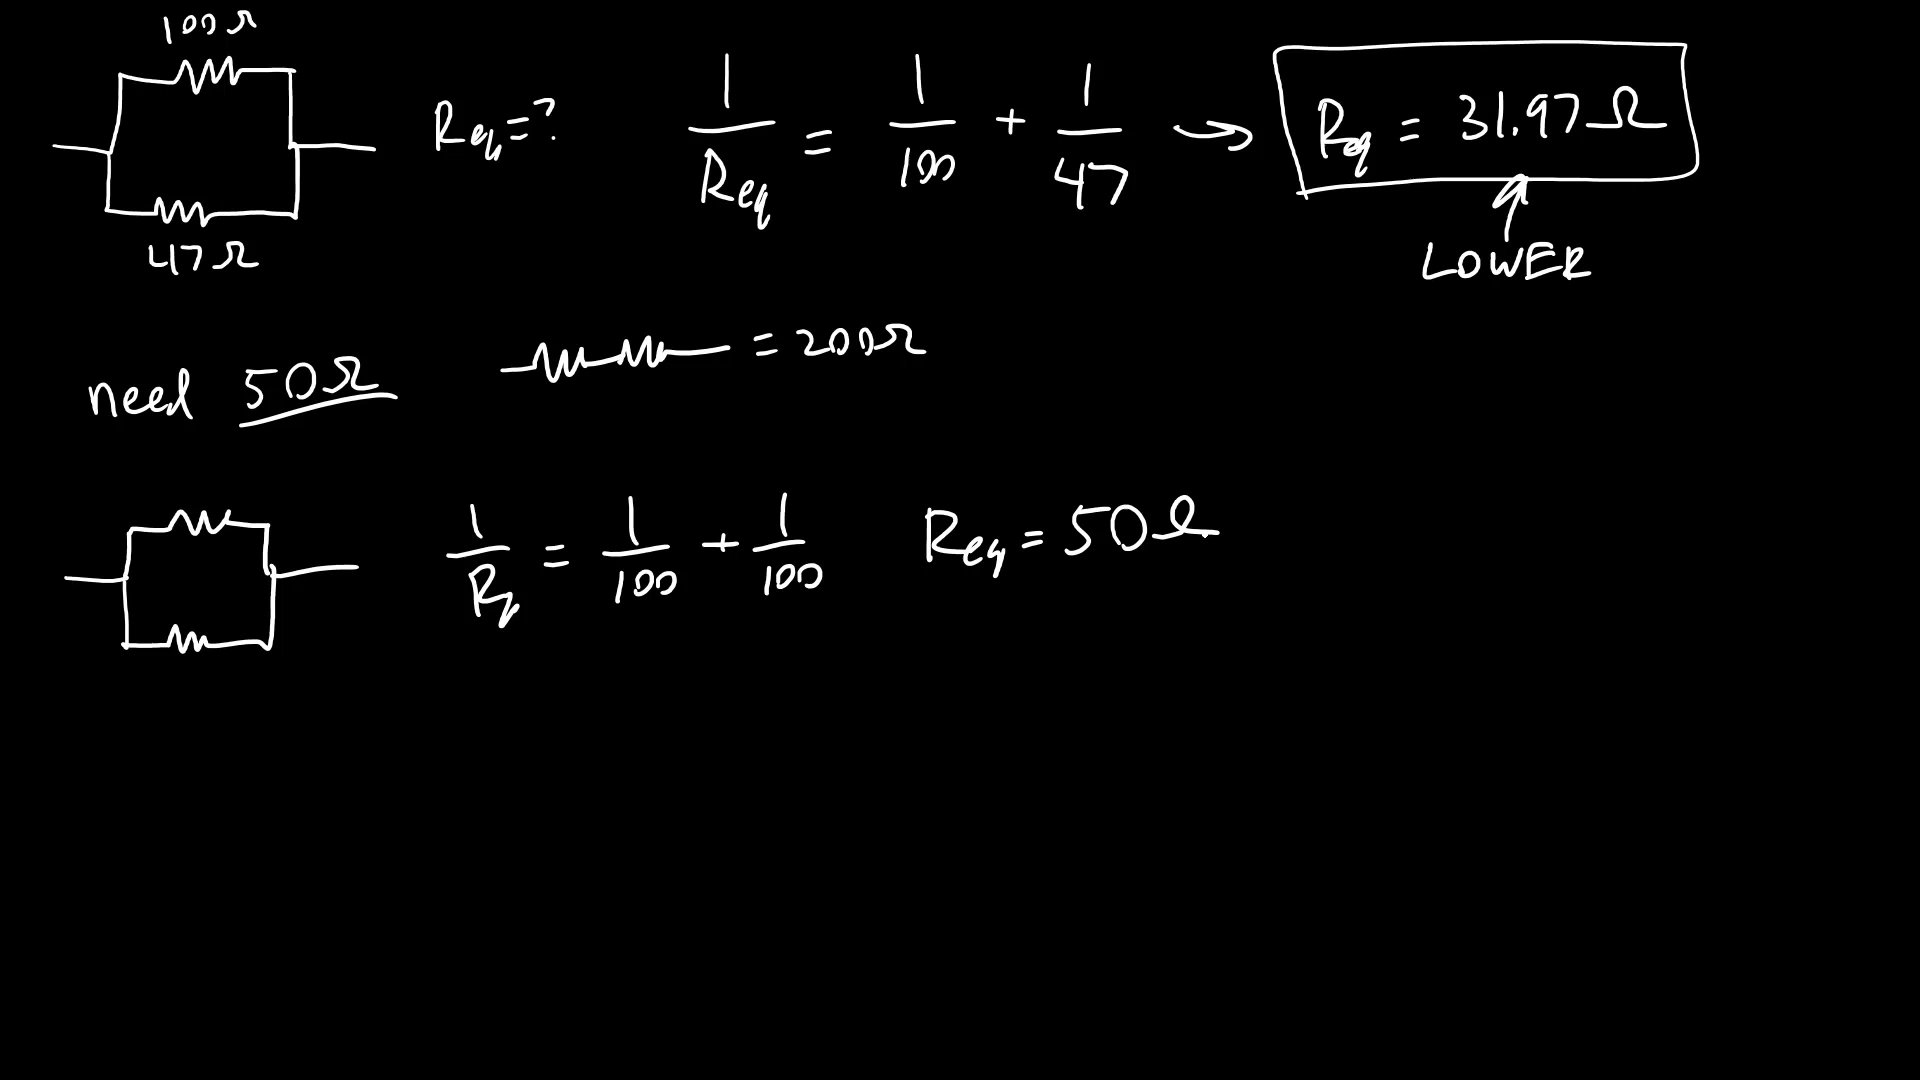 100Ω
Req=? 1/Req = 1/100 + 1/47 → Req = 31.97Ω
47Ω
LOWER
need 50Ω = 200Ω
1/Rq = 1/100 + 1/100 Req = 50Ω